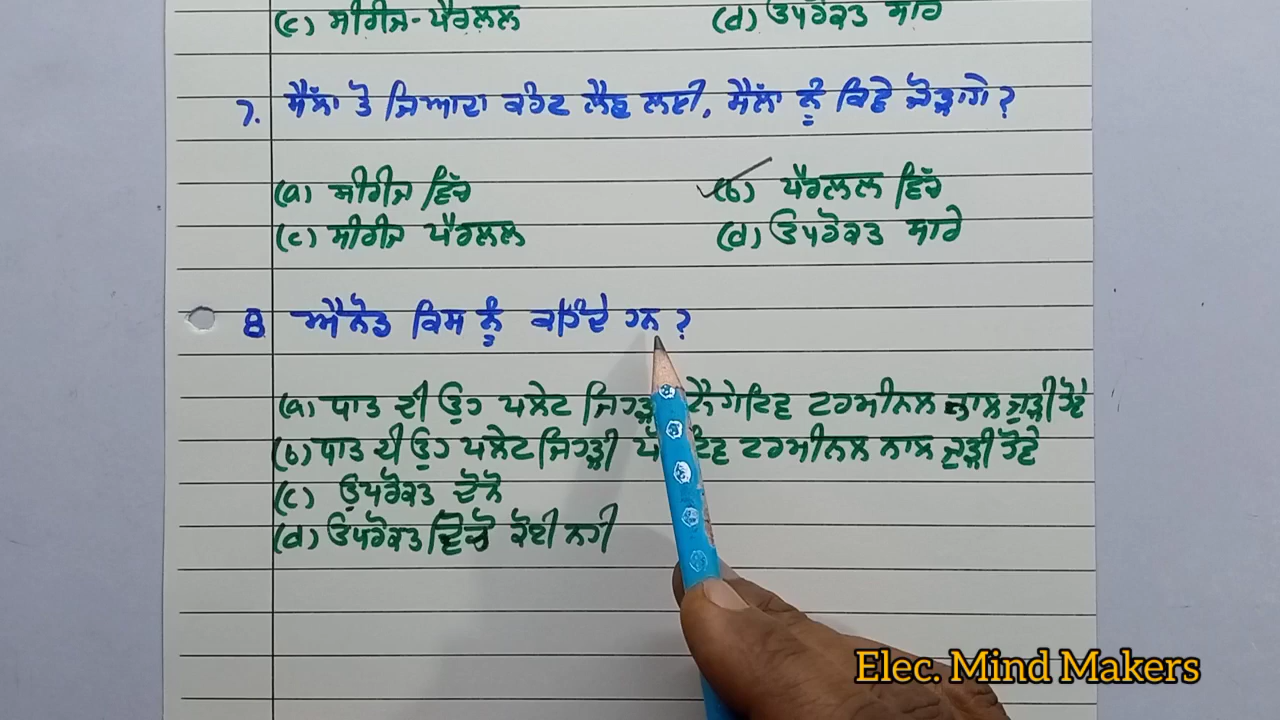 (c) ਸੀਰੀਜ-ਪੈਰਲਲ (d) ਉਪਰੋਕਤ ਸਾਰੇ
7. ਸੈੱਲਾਂ ਤੋ ਜਿਆਦਾ ਕਰੰਟ ਲੈਣ ਲਈ, ਸੈੱਲਾਂ ਨੂੰ ਕਿਵੇ ਜੋੜਾਗੇ ?
(a) ਸੀਰੀਜ ਵਿੱਚ (b) ਪੈਰਲਲ ਵਿੱਚ
(c) ਸੀਰੀਜ ਪੈਰਲਲ (d) ਉਪਰੋਕਤ ਸਾਰੇ
8 ਐਨੋਡ ਕਿਸ ਨੂੰ ਕਹਿੰਦੇ ਹਨ ?
(a) ਧਾਤ ਦੀ ਉਹ ਪਲੇਟ ਜਿਹੜੀ ਨੈਗੇਟਿਵ ਟਰਮੀਨਲ ਨਾਲ ਜੁੜੀ ਹੋਵੇ
(b) ਧਾਤ ਦੀ ਉਹ ਪਲੇਟ ਜਿਹੜੀ ਟਰਮੀਨਲ ਨਾਲ ਜੁੜੀ ਹੋਵੇ
(c) ਉਪਰੋਕਤ ਦੋਨੋ
(d) ਉਪਰੋਕਤ ਵਿੱਚੋ ਕੋਈ ਨਹੀ
Elec. Mind Makers